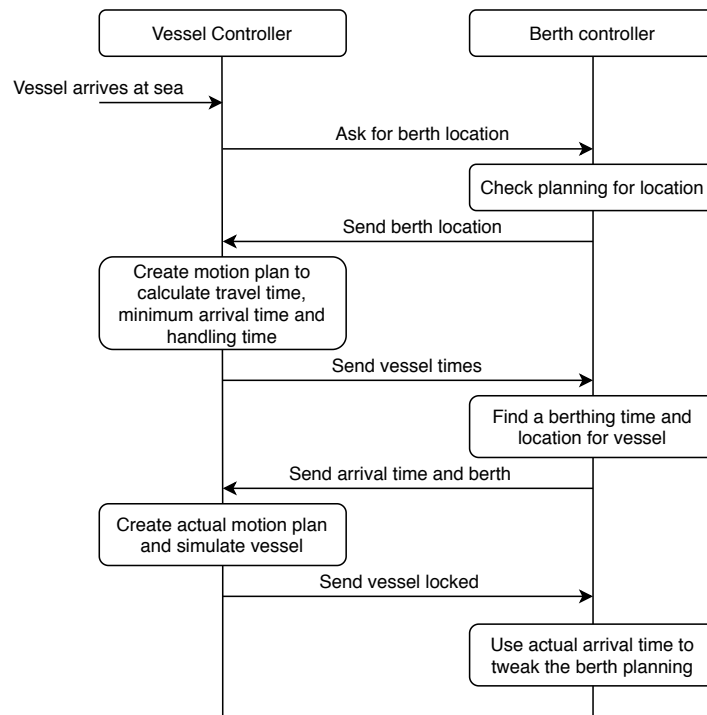 Vessel Controller
Berth controller
Vessel arrives at sea
Ask for berth location
Check planning for location
Send berth location
Create motion plan to
calculate travel time,
minimum arrival time and
handling time
Send vessel times
Find a berthing time and
location for vessel
Send arrival time and berth
Create actual motion plan
and simulate vessel
Send vessel locked
Use actual arrival time to
tweak the berth planning